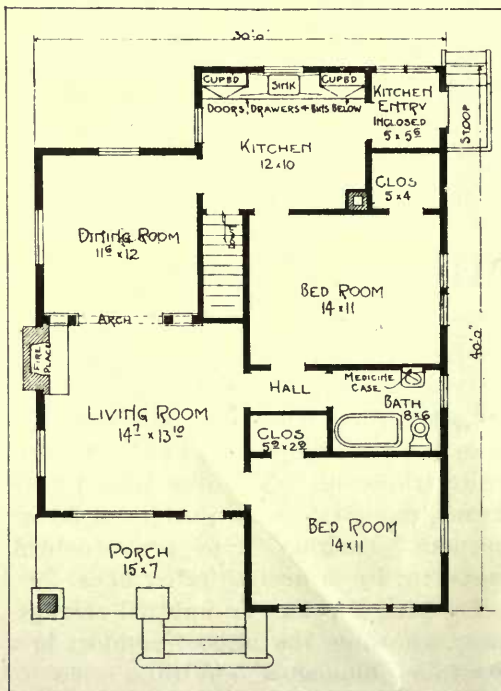 30'0"
CUPBD SINK CUPBD
DOORS, DRAWERS + BINS BELOW
KITCHEN
ENTRY
INCLOSED
5 x 5⁶
STOOP
KITCHEN
12 x 10
CLOS
5 x 4
DINING ROOM
11⁶ x 12
BED ROOM
14 x 11
40'0"
ARCH
FIRE
PLACE
HALL
MEDICINE
CASE
BATH
8 x 6
LIVING ROOM
14⁷ x 13¹⁰
CLOS
5² x 2⁸
BED ROOM
14 x 11
PORCH
15 x 7